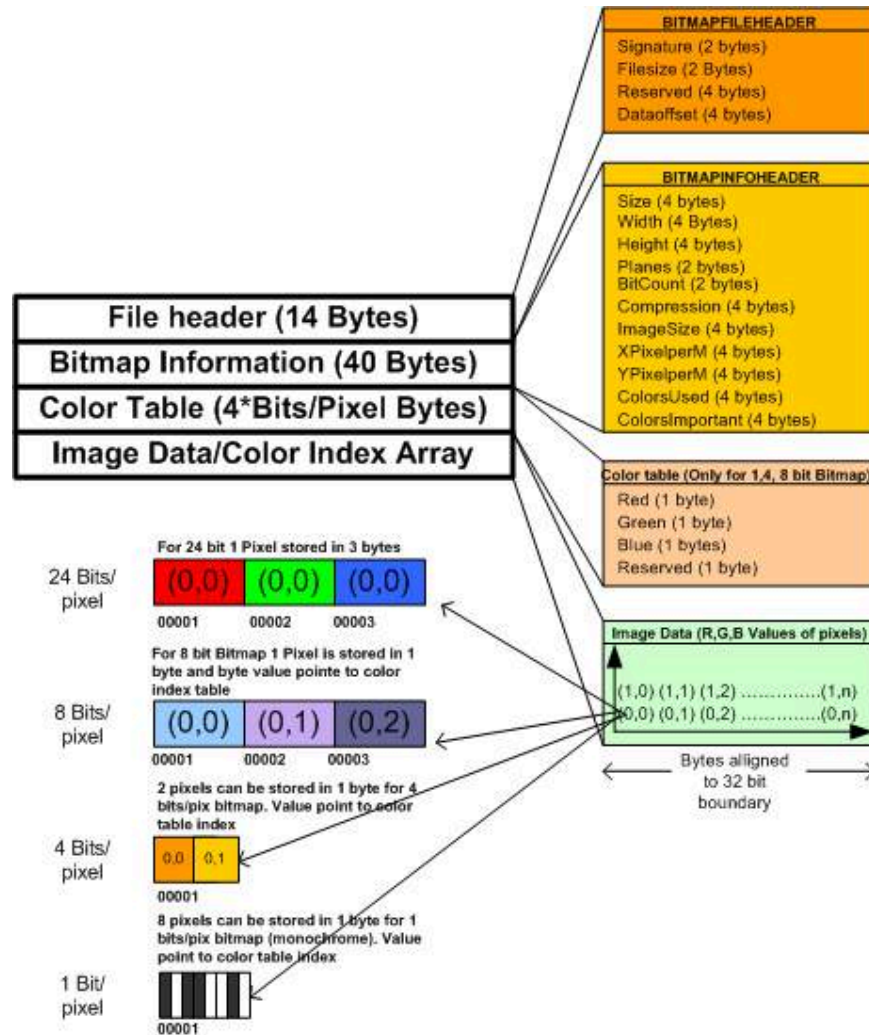 BITMAPFILEHEADER
Signature (2 bytes)
Filesize (2 Bytes)
Reserved (4 bytes)
Dataoffset (4 bytes)
BITMAPINFOHEADER
Size (4 bytes)
Width (4 Bytes)
Height (4 bytes)
Planes (2 bytes)
BitCount (2 bytes)
Compression (4 bytes)
ImageSize (4 bytes)
XPixelperM (4 bytes)
YPixelperM (4 bytes)
ColorsUsed (4 bytes)
ColorsImportant (4 bytes)
File header (14 Bytes)
Bitmap Information (40 Bytes)
Color Table (4*Bits/Pixel Bytes)
Image Data/Color Index Array
Color table (Only for 1,4, 8 bit Bitmap)
Red (1 byte)
Green (1 byte)
Blue (1 bytes)
Reserved (1 byte)
Image Data (R,G,B Values of pixels)
(1,0) (1,1) (1,2) ..............(1,n)
(0,0) (0,1) (0,2) ..............(0,n)
Bytes alligned
to 32 bit
boundary
For 24 bit 1 Pixel stored in 3 bytes
24 Bits/
pixel
(0,0) (0,0) (0,0)
00001 00002 00003
For 8 bit Bitmap 1 Pixel is stored in 1
byte and byte value pointe to color
index table
8 Bits/
pixel
(0,0) (0,1) (0,2)
00001 00002 00003
2 pixels can be stored in 1 byte for 4
bits/pix bitmap. Value point to color
table index
4 Bits/
pixel
0,0 0,1
00001
8 pixels can be stored in 1 byte for 1
bits/pix bitmap (monochrome). Value
point to color table index
1 Bit/
pixel
00001